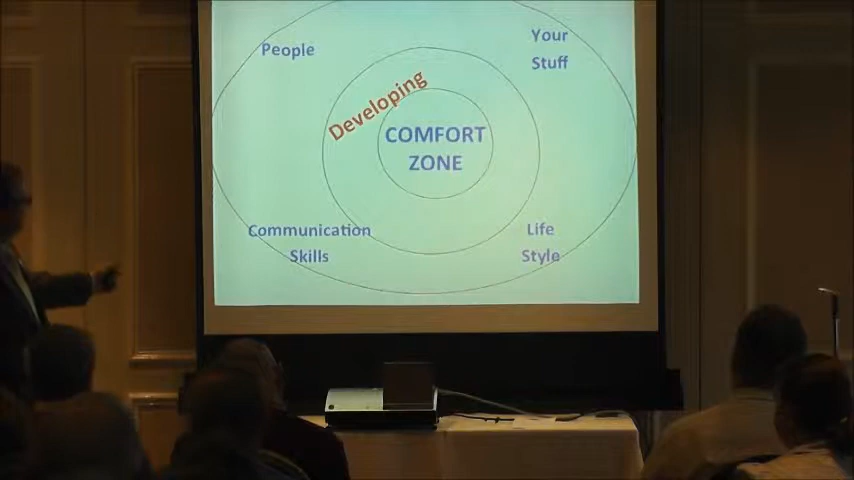 People
Your
Stuff
Developing
COMFORT
ZONE
Communication
Skills
Life
Style